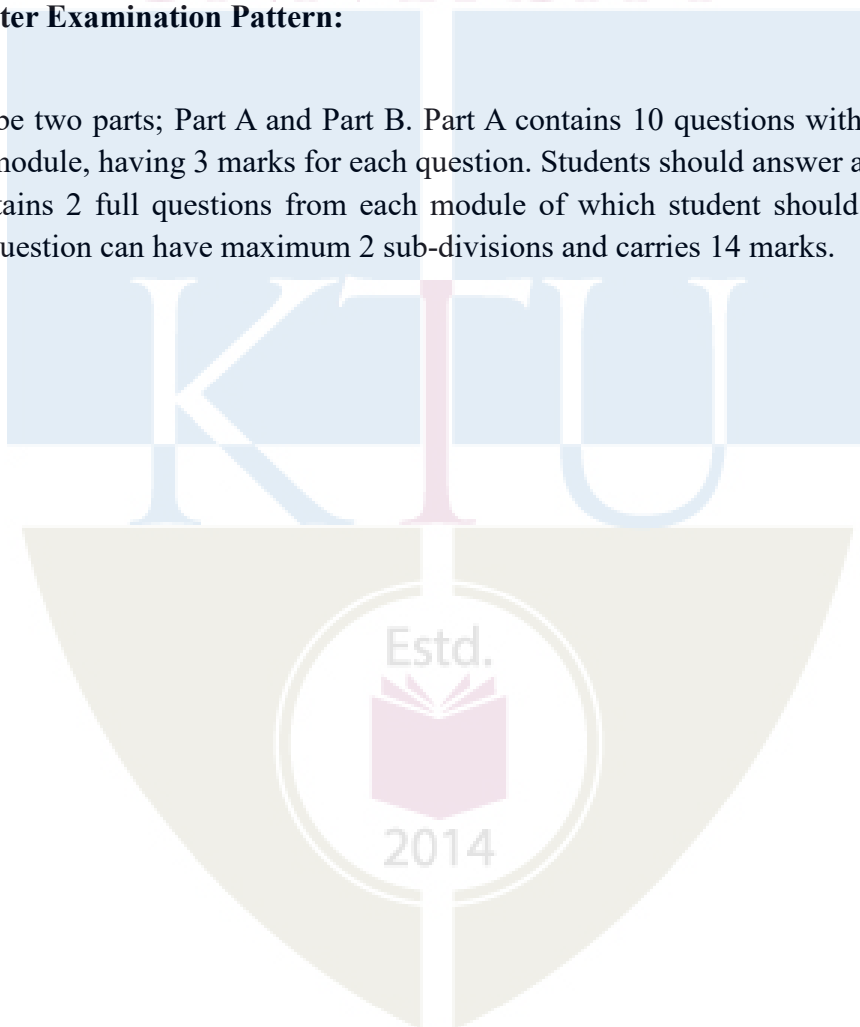 ter Examination Pattern:
be two parts; Part A and Part B. Part A contains 10 questions with
module, having 3 marks for each question. Students should answer a
tains 2 full questions from each module of which student should
uestion can have maximum 2 sub-divisions and carries 14 marks.
KTU
Estd.
2014